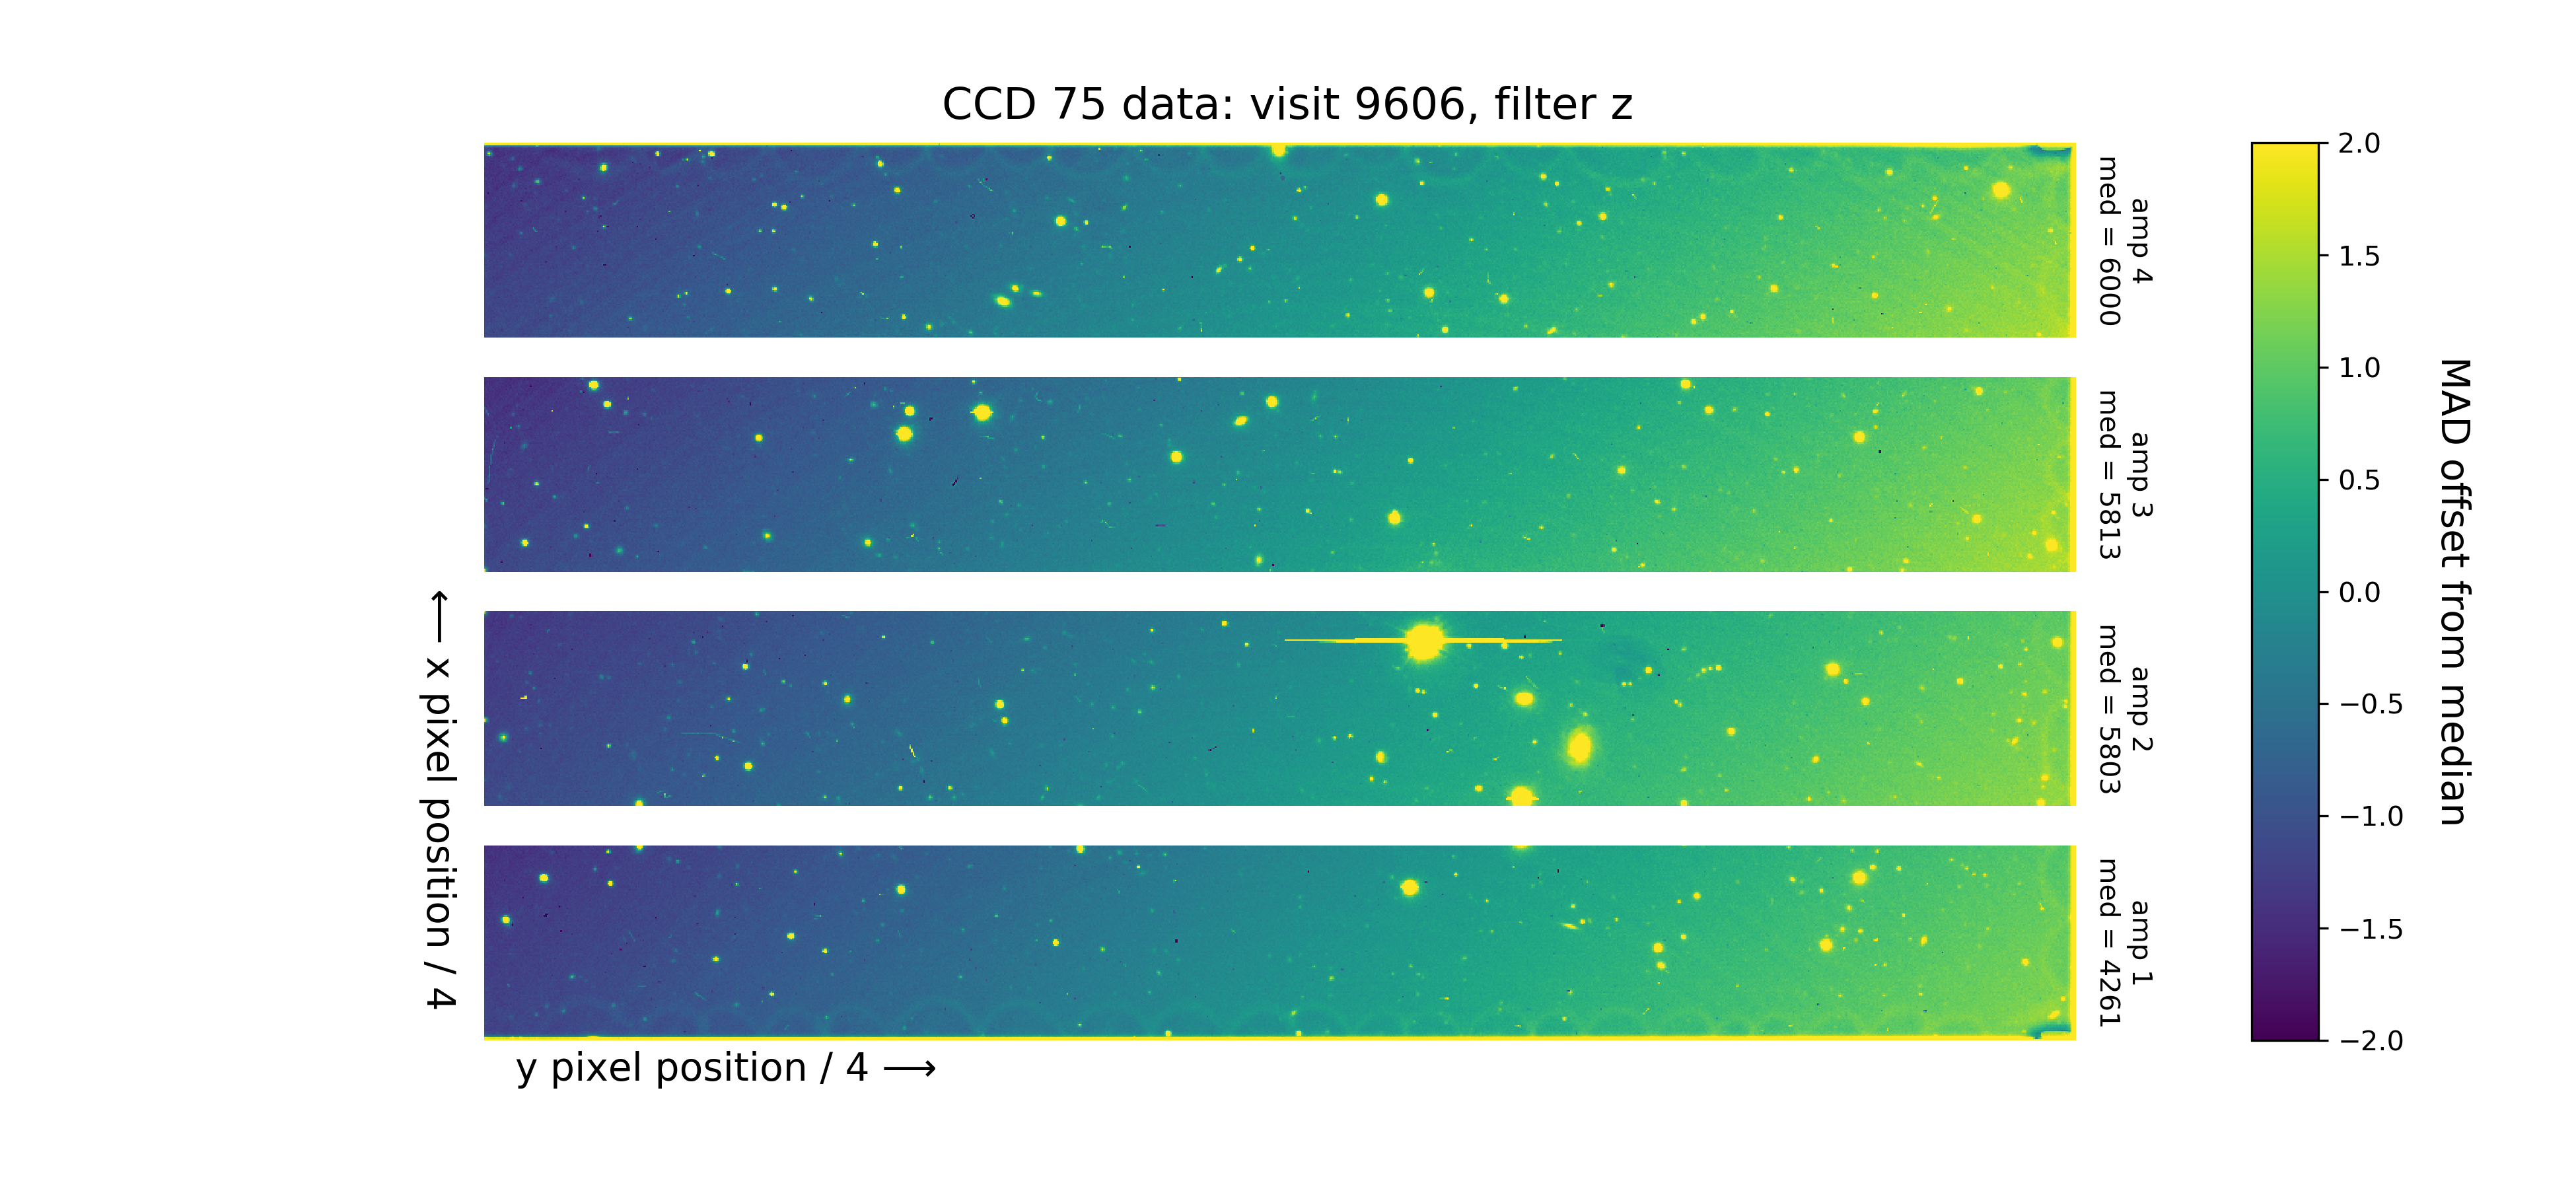 CCD 75 data: visit 9606, filter z
amp 4
med = 6000
amp 3
med = 5813
amp 2
med = 5803
amp 1
med = 4261
⟵ x pixel position / 4
y pixel position / 4 ⟶
2.0
1.5
1.0
0.5
0.0
−0.5
−1.0
−1.5
−2.0
MAD offset from median